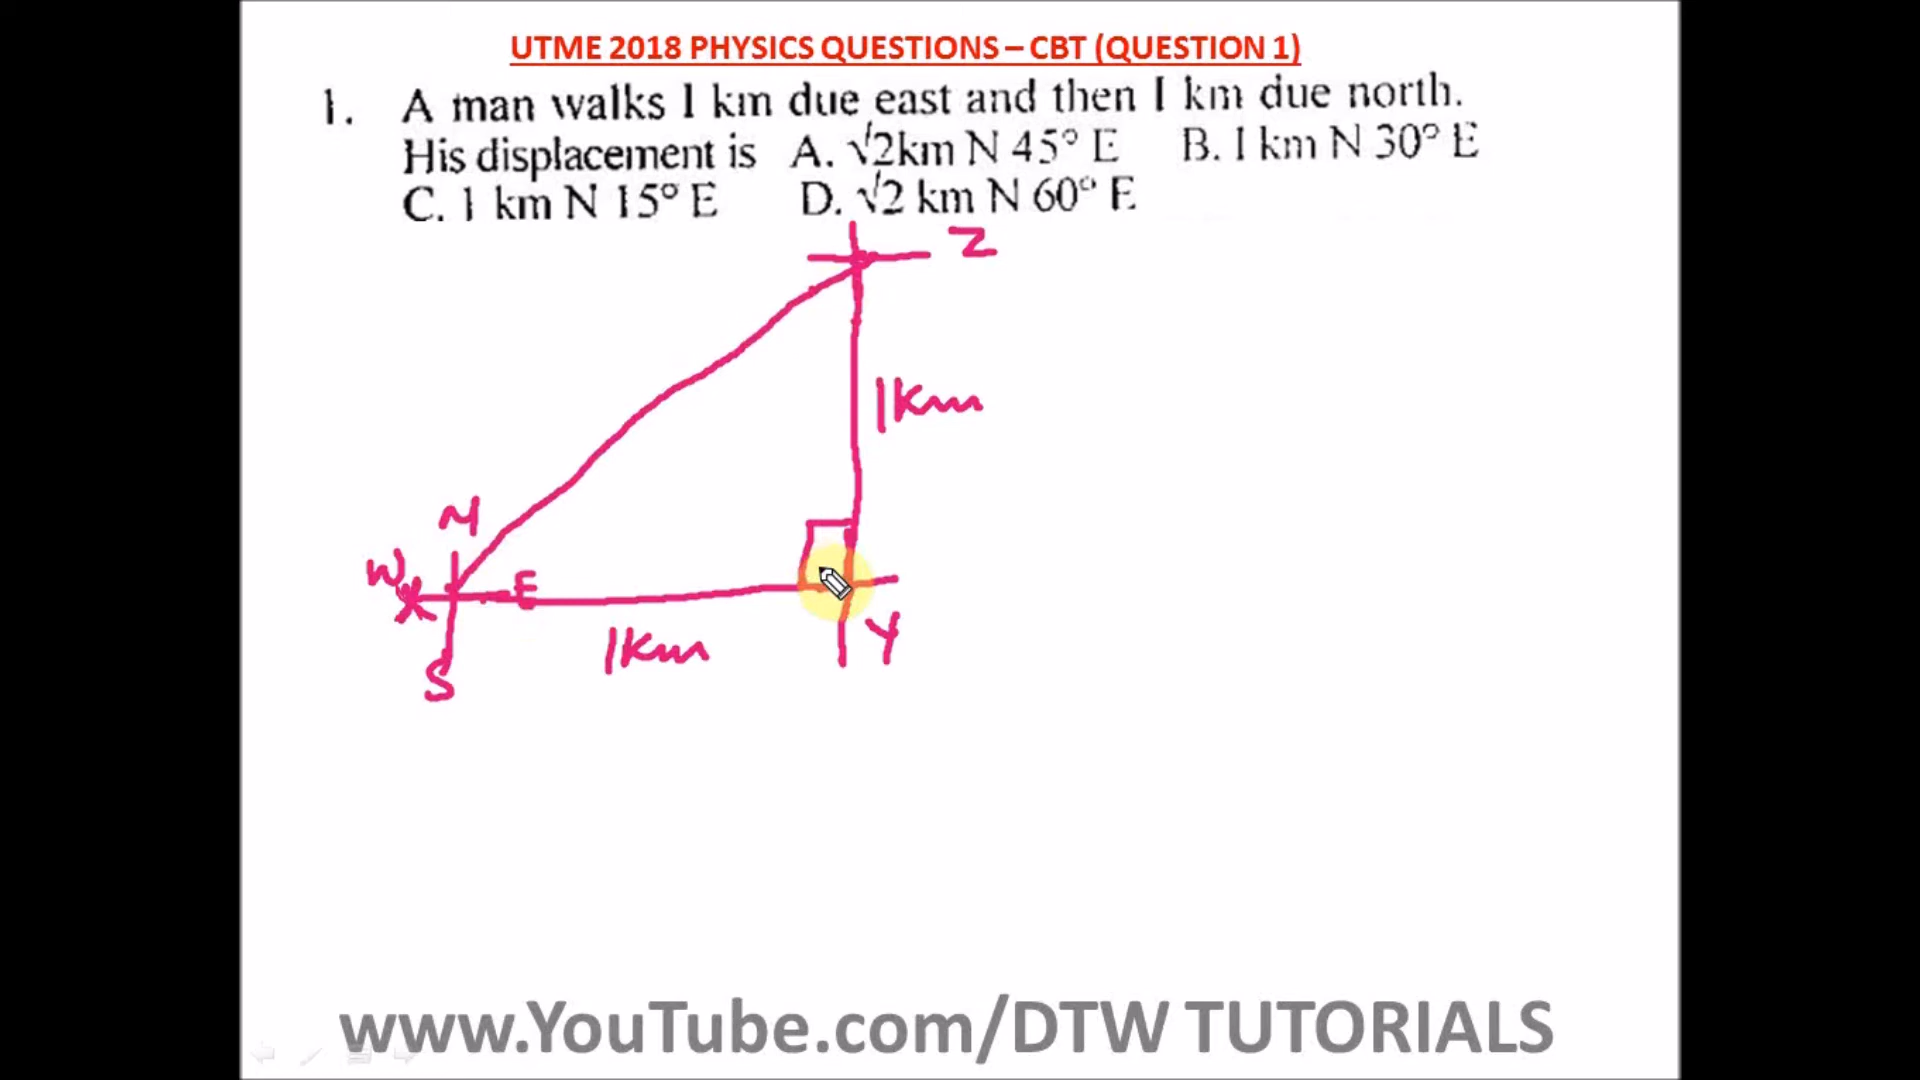 UTME 2018 PHYSICS QUESTIONS – CBT (QUESTION 1)
1. A man walks 1 km due east and then 1 km due north.
His displacement is A. √2km N 45° E B. 1 km N 30° E
C. 1 km N 15° E D. √2 km N 60° E
Z
1km
N
W
E
X
1km
Y
S
www.YouTube.com/DTW TUTORIALS